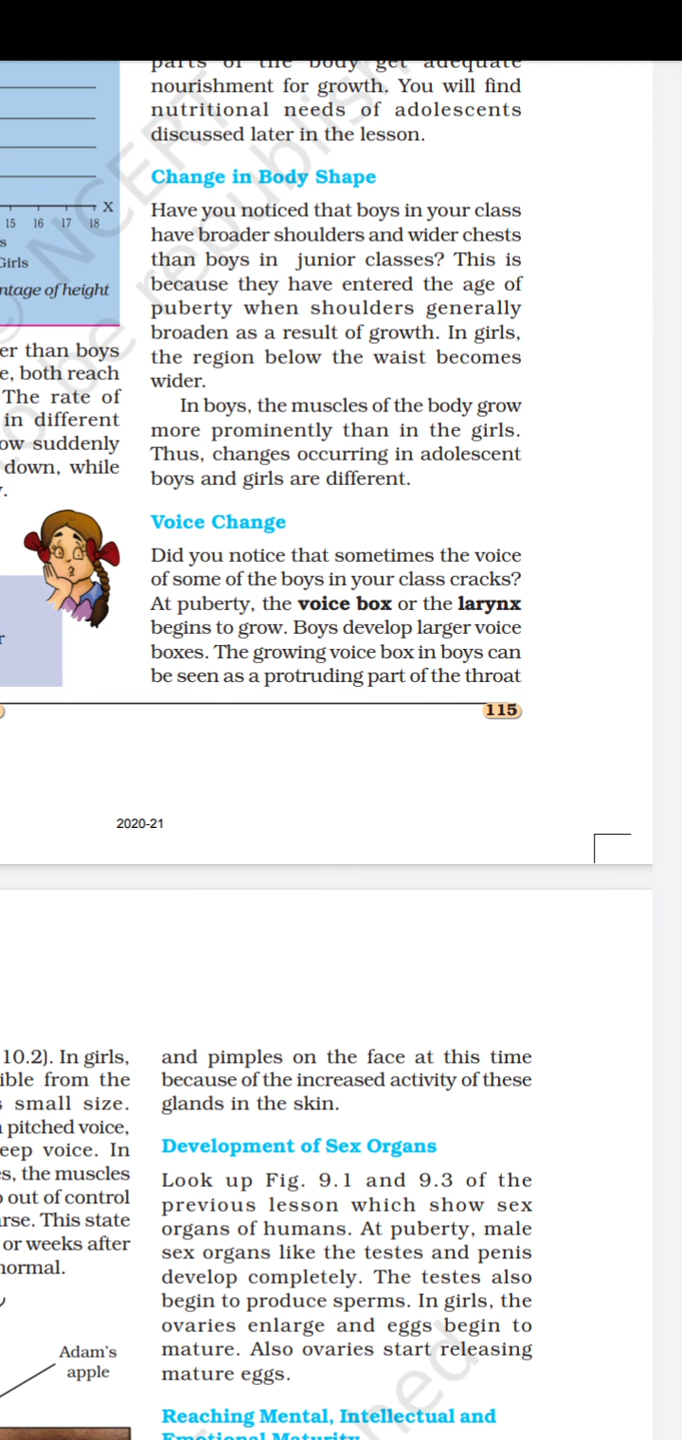 parts of the body get adequate
nourishment for growth. You will find
nutritional needs of adolescents
discussed later in the lesson.
X
15 16 17 18
s
Girls
ntage of height
er than boys
e, both reach
The rate of
in different
ow suddenly
down, while
y.
Change in Body Shape
Have you noticed that boys in your class
have broader shoulders and wider chests
than boys in junior classes? This is
because they have entered the age of
puberty when shoulders generally
broaden as a result of growth. In girls,
the region below the waist becomes
wider.
In boys, the muscles of the body grow
more prominently than in the girls.
Thus, changes occurring in adolescent
boys and girls are different.
r
Voice Change
Did you notice that sometimes the voice
of some of the boys in your class cracks?
At puberty, the voice box or the larynx
begins to grow. Boys develop larger voice
boxes. The growing voice box in boys can
be seen as a protruding part of the throat
115
2020-21
10.2). In girls,
ible from the
s small size.
pitched voice,
eep voice. In
es, the muscles
o out of control
arse. This state
or weeks after
normal.
Adam's
apple
and pimples on the face at this time
because of the increased activity of these
glands in the skin.
Development of Sex Organs
Look up Fig. 9.1 and 9.3 of the
previous lesson which show sex
organs of humans. At puberty, male
sex organs like the testes and penis
develop completely. The testes also
begin to produce sperms. In girls, the
ovaries enlarge and eggs begin to
mature. Also ovaries start releasing
mature eggs.
Reaching Mental, Intellectual and
Emotional Maturity
© NCERT
to be republished